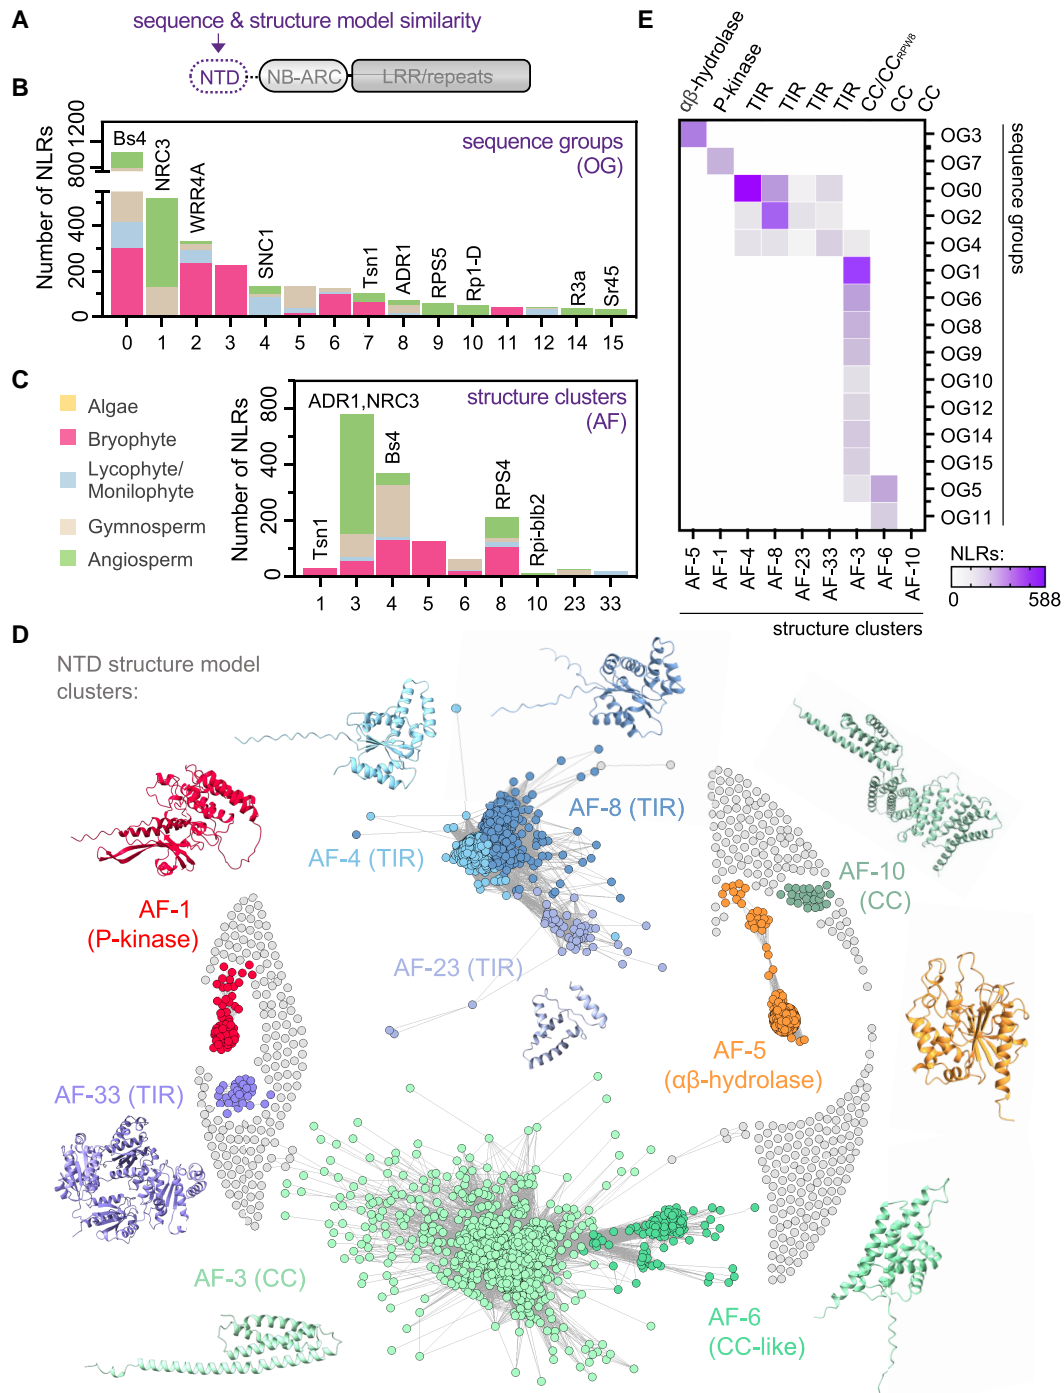 A
sequence & structure model similarity
NTD
NB-ARC
LRR/repeats
B
sequence groups
(OG)
Number of NLRs
1200
800
400
200
0
Bs4
NRC3
WRR4A
SNC1
Tsn1
ADR1
RPS5
Rp1-D
R3a
Sr45
0 1 2 3 4 5 6 7 8 9 10 11 12 14 15
C
Algae
Bryophyte
Lycophyte/
Monilophyte
Gymnosperm
Angiosperm
structure clusters
(AF)
Number of NLRs
800
400
200
0
Tsn1
ADR1,NRC3
Bs4
RPS4
Rpi-blb2
1 3 4 5 6 8 10 23 33
E
αβ-hydrolase
P-kinase
TIR
TIR
TIR
TIR
CC/CCRPW8
CC
CC
OG3
OG7
OG0
OG2
OG4
OG1
OG6
OG8
OG9
OG10
OG12
OG14
OG15
OG5
OG11
sequence groups
AF-5
AF-1
AF-4
AF-8
AF-23
AF-33
AF-3
AF-6
AF-10
structure clusters
NLRs:
0 588
D
NTD structure model
clusters:
AF-8 (TIR)
AF-4 (TIR)
AF-10
(CC)
AF-1
(P-kinase)
AF-23 (TIR)
AF-5
(αβ-hydrolase)
AF-33 (TIR)
AF-3 (CC)
AF-6
(CC-like)